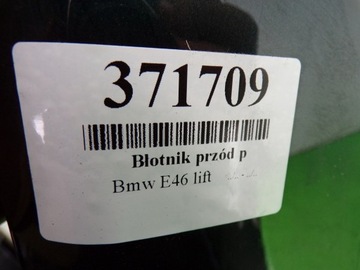 371709
Błotnik przód p
Bmw E46 lift